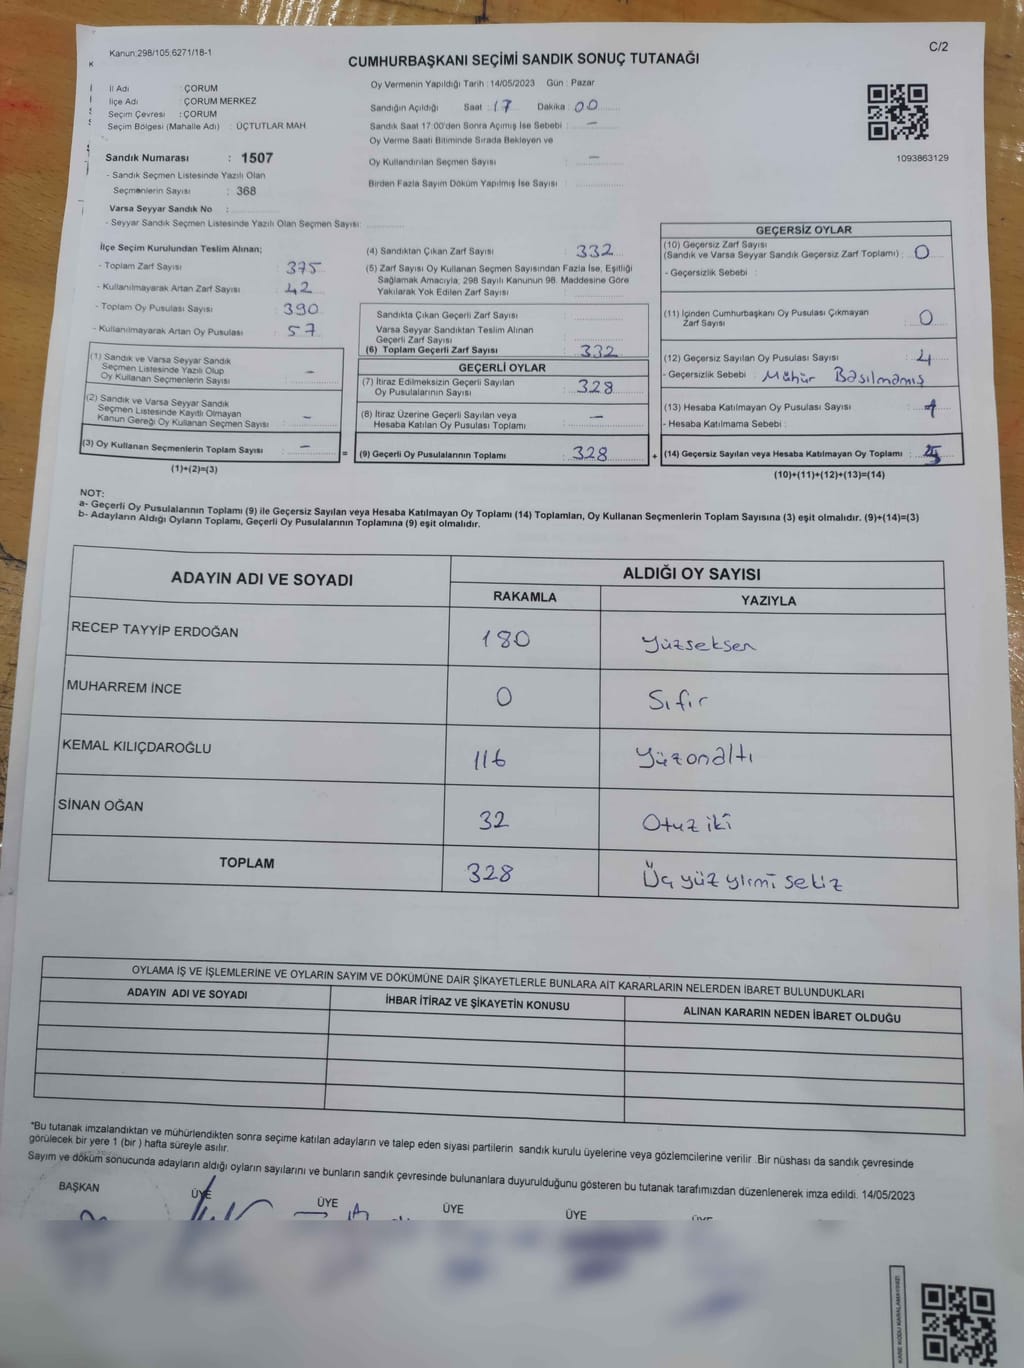 Kanun:298/105;6271/18-1
C/2
CUMHURBAŞKANI SEÇİMİ SANDIK SONUÇ TUTANAĞI
İl Adı : ÇORUM
İlçe Adı : ÇORUM MERKEZ
Seçim Çevresi : ÇORUM
Seçim Bölgesi (Mahalle Adı) : ÜÇTUTLAR MAH
Sandık Numarası : 1507
- Sandık Seçmen Listesinde Yazılı Olan
Seçmenlerin Sayısı : 368
Varsa Seyyar Sandık No :
- Seyyar Sandık Seçmen Listesinde Yazılı Olan Seçmen Sayısı:
Oy Vermenin Yapıldığı Tarih : 14/05/2023 Gün : Pazar
Sandığın Açıldığı Saat : 17 Dakika : 00
Sandık Saat 17:00'den Sonra Açımış İse Sebebi : —
Oy Verme Saati Bitiminde Sırada Bekleyen ve
Oy Kullandırılan Seçmen Sayısı : —
Birden Fazla Sayım Döküm Yapılmış İse Sayısı :
1093863129
İlçe Seçim Kurulundan Teslim Alınan;
- Toplam Zarf Sayısı : 375
- Kullanılmayarak Artan Zarf Sayısı : 42
- Toplam Oy Pusulası Sayısı : 390
- Kullanılmayarak Artan Oy Pusulası : 57
(1) Sandık ve Varsa Seyyar Sandık
Seçmen Listesinde Yazılı Olup
Oy Kullanan Seçmenlerin Sayısı : —
(2) Sandık ve Varsa Seyyar Sandık
Seçmen Listesinde Kayıtlı Olmayan
Kanun Gereği Oy Kullanan Seçmen Sayısı : —
(3) Oy Kullanan Seçmenlerin Toplam Sayısı : —
(1)+(2)=(3)
(4) Sandıktan Çıkan Zarf Sayısı : 332
(5) Zarf Sayısı Oy Kullanan Seçmen Sayısından Fazla İse, Eşitliği
Sağlamak Amacıyla; 298 Sayılı Kanunun 98. Maddesine Göre
Yakılarak Yok Edilen Zarf Sayısı :
Sandıkta Çıkan Geçerli Zarf Sayısı :
Varsa Seyyar Sandıktan Teslim Alınan
Geçerli Zarf Sayısı :
(6) Toplam Geçerli Zarf Sayısı : 332
GEÇERLİ OYLAR
(7) İtiraz Edilmeksizin Geçerli Sayılan
Oy Pusulalarının Sayısı : 328
(8) İtiraz Üzerine Geçerli Sayılan veya
Hesaba Katılan Oy Pusulası Toplamı : —
= (9) Geçerli Oy Pusulalarının Toplamı : 328 +
GEÇERSİZ OYLAR
(10) Geçersiz Zarf Sayısı
(Sandık ve Varsa Seyyar Sandık Geçersiz Zarf Toplamı) : 0
- Geçersizlik Sebebi :
(11) İçinden Cumhurbaşkanı Oy Pusulası Çıkmayan
Zarf Sayısı : 0
(12) Geçersiz Sayılan Oy Pusulası Sayısı : 4
- Geçersizlik Sebebi : Mühür Basılmamış
(13) Hesaba Katılmayan Oy Pusulası Sayısı :
- Hesaba Katılmama Sebebi :
(14) Geçersiz Sayılan veya Hesaba Katılmayan Oy Toplamı :
(10)+(11)+(12)+(13)=(14)
NOT:
a- Geçerli Oy Pusulalarının Toplamı (9) ile Geçersiz Sayılan veya Hesaba Katılmayan Oy Toplamı (14) Toplamları, Oy Kullanan Seçmenlerin Toplam Sayısına (3) eşit olmalıdır. (9)+(14)=(3)
b- Adayların Aldığı Oyların Toplamı, Geçerli Oy Pusulalarının Toplamına (9) eşit olmalıdır.
ADAYIN ADI VE SOYADI
ALDIĞI OY SAYISI
RAKAMLA YAZIYLA
RECEP TAYYİP ERDOĞAN 180 Yüzseksen
MUHARREM İNCE 0 Sıfır
KEMAL KILIÇDAROĞLU 116 Yüzonaltı
SİNAN OĞAN 32 Otuz iki
TOPLAM 328 Üç yüz yirmi sekiz
OYLAMA İŞ VE İŞLEMLERİNE VE OYLARIN SAYIM VE DÖKÜMÜNE DAİR ŞİKAYETLERLE BUNLARA AİT KARARLARIN NELERDEN İBARET BULUNDUKLARI
ADAYIN ADI VE SOYADI
İHBAR İTİRAZ VE ŞİKAYETİN KONUSU
ALINAN KARARIN NEDEN İBARET OLDUĞU
*Bu tutanak imzalandıktan ve mühürlendikten sonra seçime katılan adayların ve talep eden siyasi partilerin sandık kurulu üyelerine veya gözlemcilerine verilir. Bir nüshası da sandık çevresinde
görülecek bir yere 1 (bir) hafta süreyle asılır.
Sayım ve döküm sonucunda adayların aldığı oyların sayılarını ve bunların sandık çevresinde bulunanlara duyurulduğunu gösteren bu tutanak tarafımızdan düzenlenerek imza edildi. 14/05/2023
BAŞKAN ÜYE ÜYE ÜYE ÜYE ÜYE